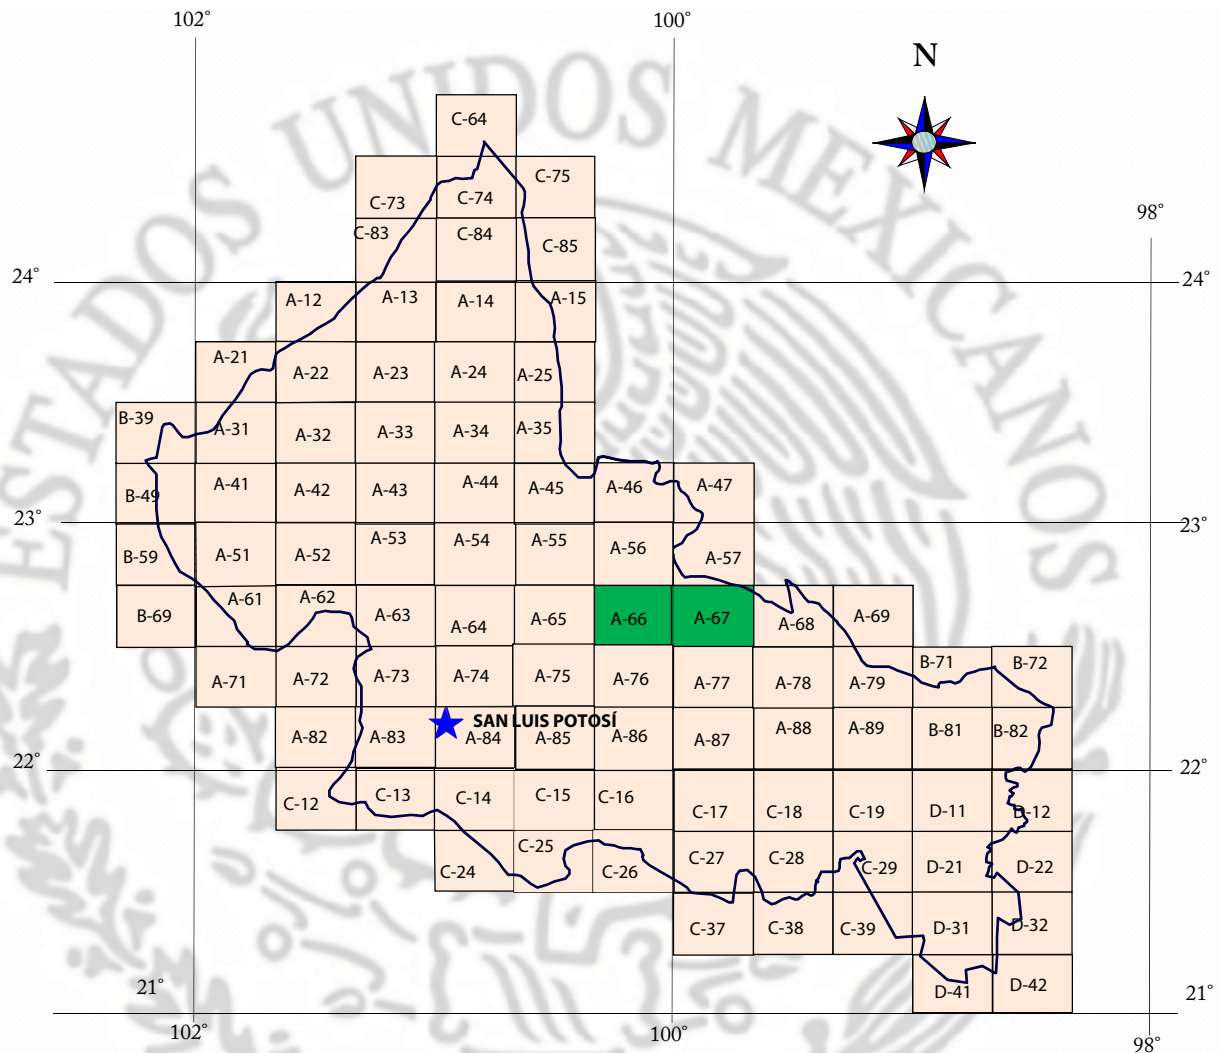 102°
100°
N
ESTADOS UNIDOS MEXICANOS
C-64
C-75
C-73
C-74
98°
C-83
C-84
C-85
24°
24°
A-12
A-13
A-14
A-15
A-21
A-22
A-23
A-24
A-25
B-39
A-31
A-32
A-33
A-34
A-35
B-49
A-41
A-42
A-43
A-44
A-45
A-46
A-47
23°
23°
B-59
A-51
A-52
A-53
A-54
A-55
A-56
A-57
B-69
A-61
A-62
A-63
A-64
A-65
A-66
A-67
A-68
A-69
A-71
A-72
A-73
A-74
A-75
A-76
A-77
A-78
A-79
B-71
B-72
SAN LUIS POTOSÍ
A-82
A-83
A-84
A-85
A-86
A-87
A-88
A-89
B-81
B-82
22°
22°
C-12
C-13
C-14
C-15
C-16
C-17
C-18
C-19
D-11
D-12
C-24
C-25
C-26
C-27
C-28
C-29
D-21
D-22
C-37
C-38
C-39
D-31
D-32
21°
D-41
D-42
21°
102°
100°
98°